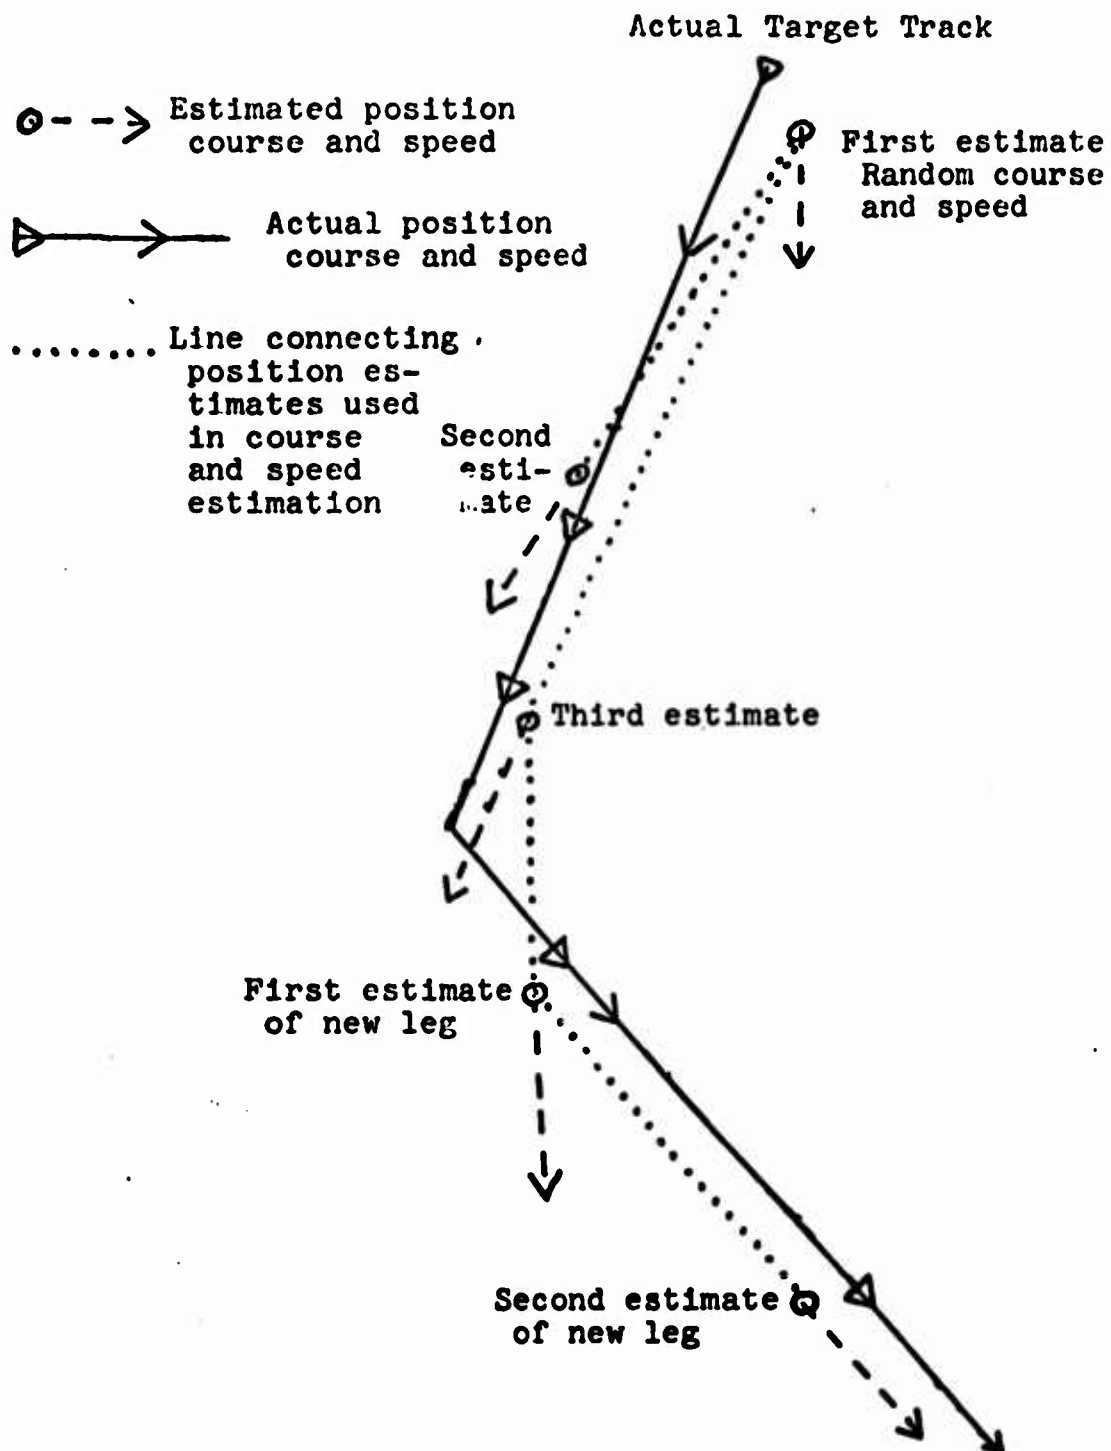 Actual Target Track
Estimated position
course and speed
First estimate
Random course
and speed
Actual position
course and speed
Line connecting
position es-
timates used
in course
and speed
estimation
Second
esti-
mate
Third estimate
First estimate
of new leg
Second estimate
of new leg